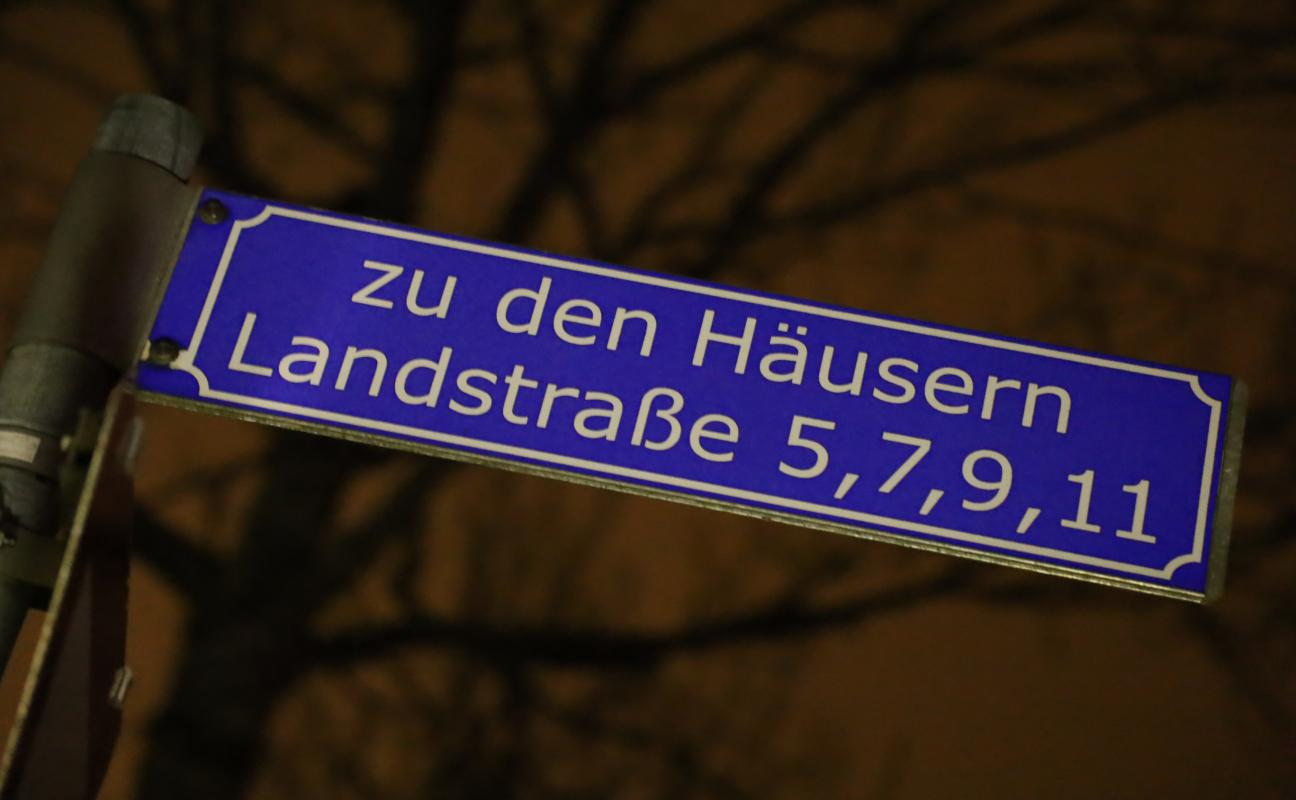 zu den Häusern
Landstraße 5,7,9,11